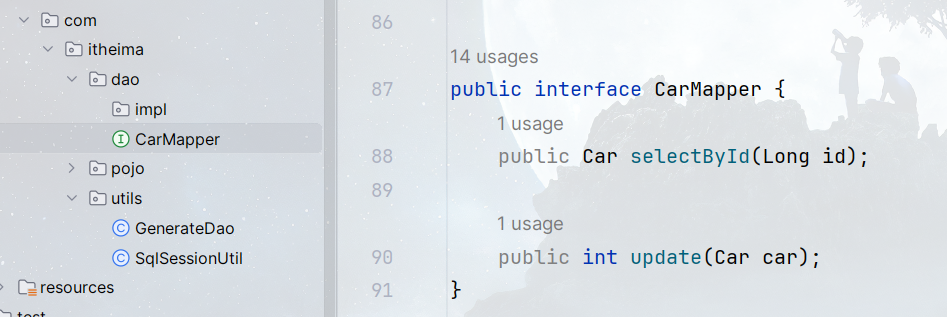 com
itheima
dao
impl
CarMapper
pojo
utils
GenerateDao
SqlSessionUtil
resources
test
86
14 usages
87 public interface CarMapper {
1 usage
88 public Car selectById(Long id);
89
1 usage
90 public int update(Car car);
91 }